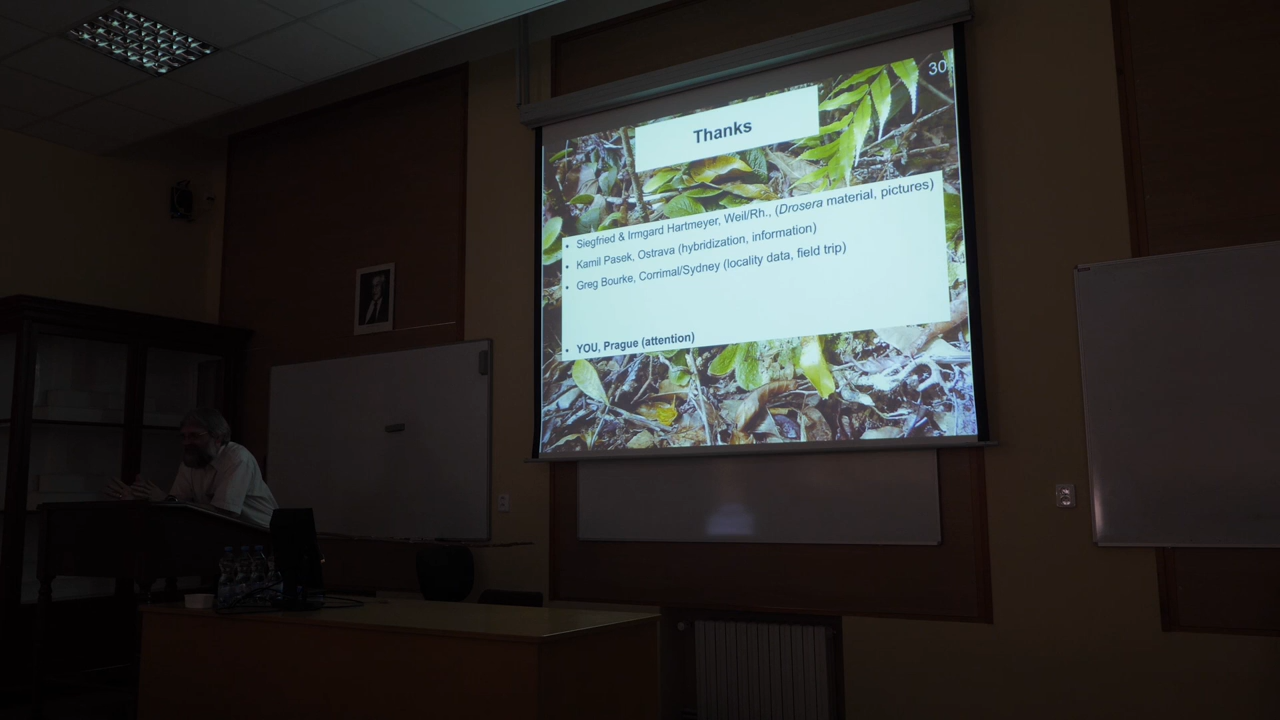 30
Thanks
• Siegfried & Irmgard Hartmeyer, Weil/Rh., (Drosera material, pictures)
• Kamil Pasek, Ostrava (hybridization, information)
• Greg Bourke, Corrimal/Sydney (locality data, field trip)
• YOU, Prague (attention)